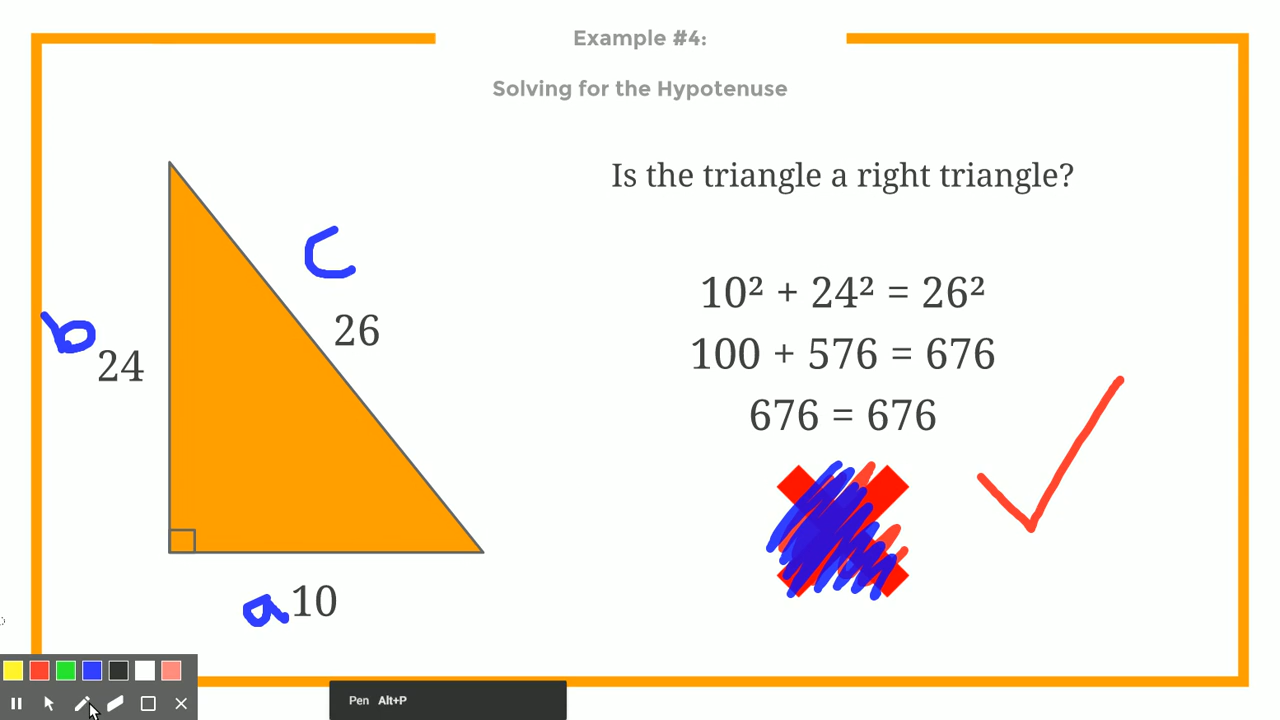 Example #4:
Solving for the Hypotenuse
Is the triangle a right triangle?
c
26
b
24
10² + 24² = 26²
100 + 576 = 676
676 = 676
a 10
Pen Alt+P